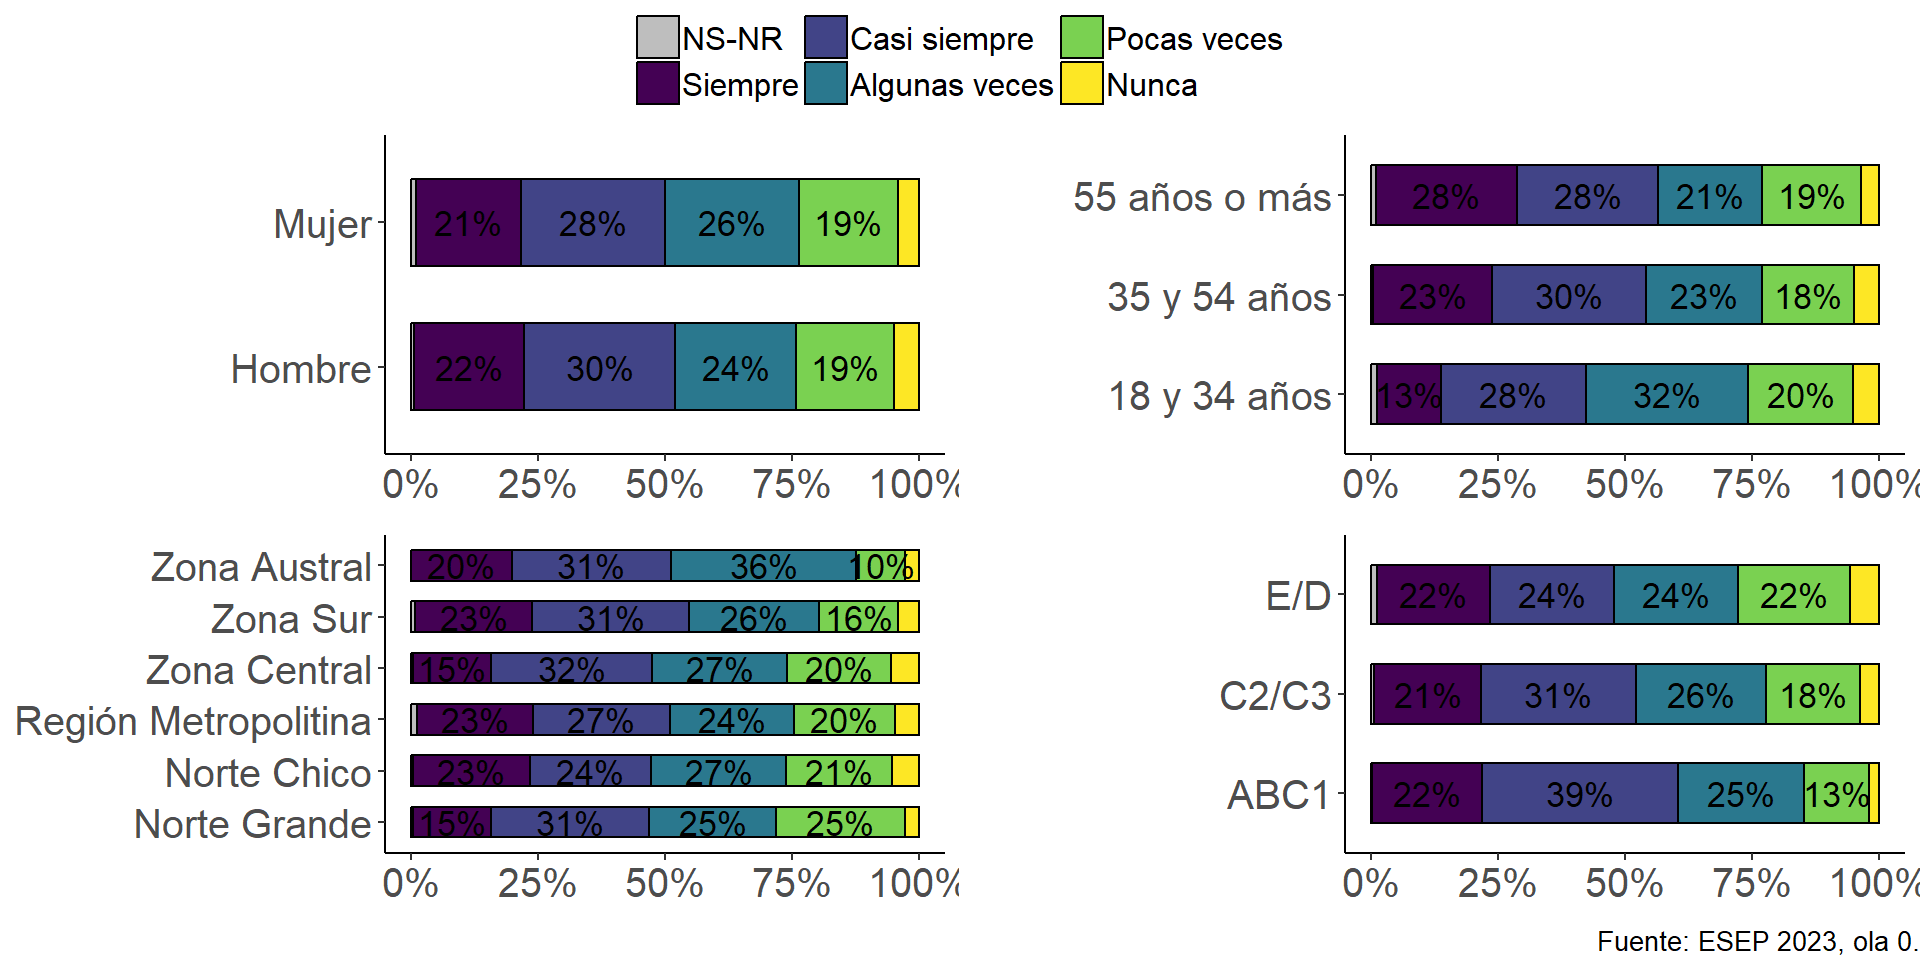 NS-NR Casi siempre Pocas veces
Siempre Algunas veces Nunca
Mujer 21% 28% 26% 19%
Hombre 22% 30% 24% 19%
0% 25% 50% 75% 100%
55 años o más 28% 28% 21% 19%
35 y 54 años 23% 30% 23% 18%
18 y 34 años 13% 28% 32% 20%
0% 25% 50% 75% 100%
Zona Austral 20% 31% 36% 10%
Zona Sur 23% 31% 26% 16%
Zona Central 15% 32% 27% 20%
Región Metropolitina 23% 27% 24% 20%
Norte Chico 23% 24% 27% 21%
Norte Grande 15% 31% 25% 25%
0% 25% 50% 75% 100%
E/D 22% 24% 24% 22%
C2/C3 21% 31% 26% 18%
ABC1 22% 39% 25% 13%
0% 25% 50% 75% 100%
Fuente: ESEP 2023, ola 0.